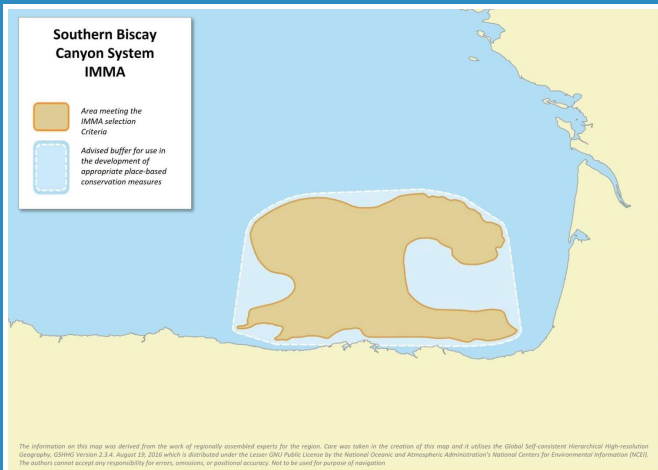 Southern Biscay
Canyon System
IMMA
Area meeting the
IMMA selection
Criteria
Advised buffer for use in
the development of
appropriate place-based
conservation measures
The information on this map was derived from the work of regionally assembled experts for the region. Care was taken in the creation of this map and it utilises the Global Self-consistent Hierarchical High-resolution
Geography, GSHHG Version 2.3.4. August 19, 2016 which is distributed under the Lesser GNU Public License by the National Oceanic and Atmospheric Administration's National Centers for Environmental Information (NCEI).
The authors cannot accept any responsibility for errors, omissions, or positional accuracy. Not to be used for purpose of navigation